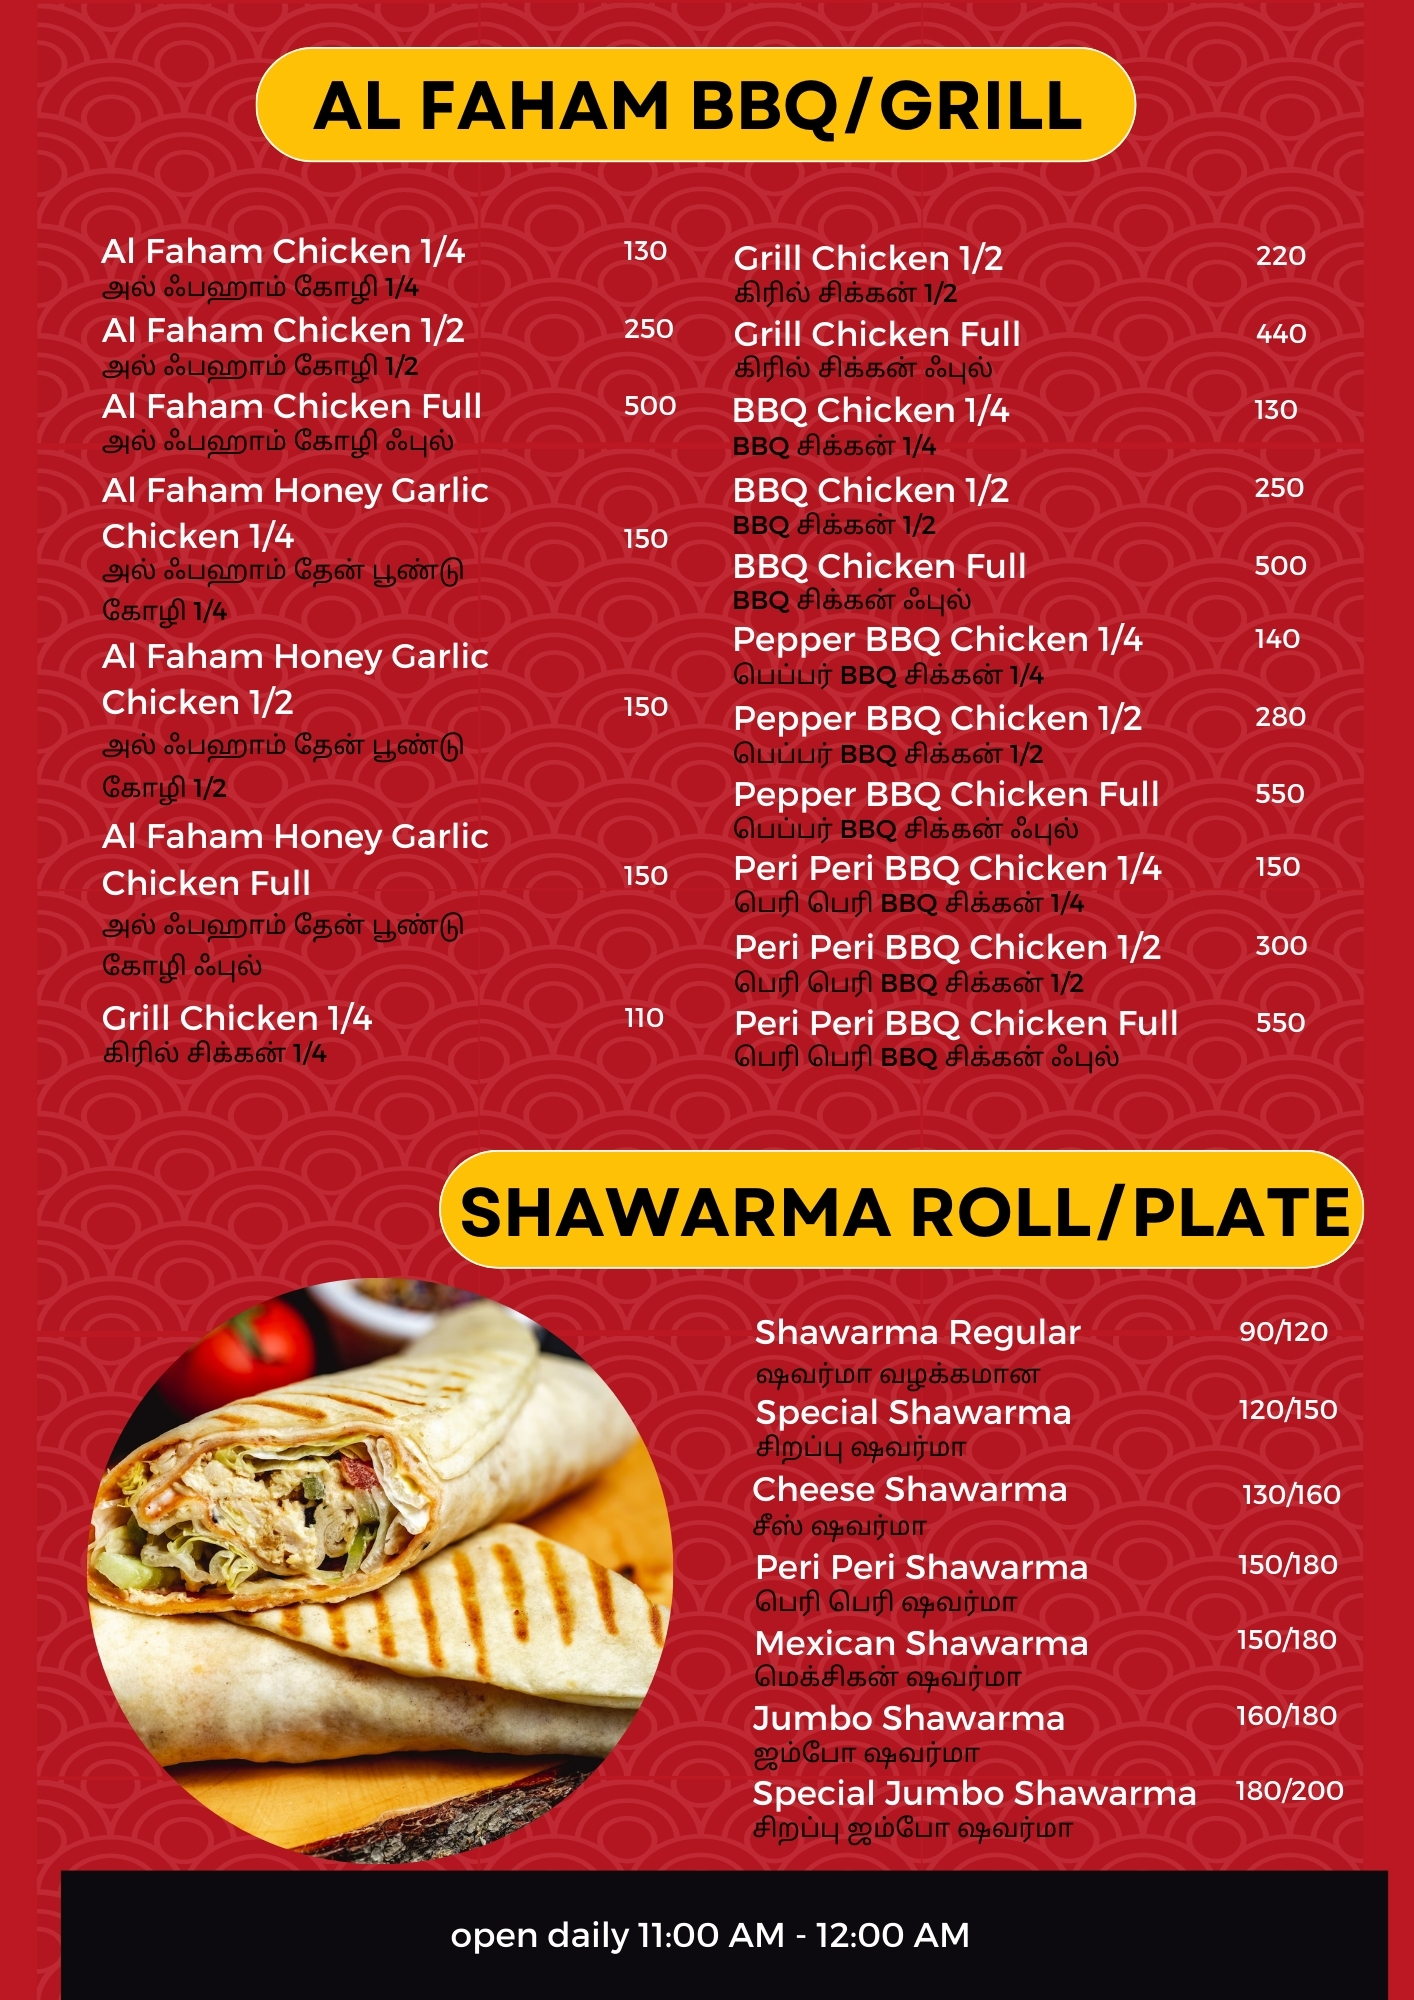 AL FAHAM BBQ/GRILL
Al Faham Chicken 1/4 130
அல் ஃபஹாம் கோழி 1/4
Al Faham Chicken 1/2 250
அல் ஃபஹாம் கோழி 1/2
Al Faham Chicken Full 500
அல் ஃபஹாம் கோழி ஃபுல்
Al Faham Honey Garlic
Chicken 1/4 150
அல் ஃபஹாம் தேன் பூண்டு
கோழி 1/4
Al Faham Honey Garlic
Chicken 1/2 150
அல் ஃபஹாம் தேன் பூண்டு
கோழி 1/2
Al Faham Honey Garlic
Chicken Full 150
அல் ஃபஹாம் தேன் பூண்டு
கோழி ஃபுல்
Grill Chicken 1/4 110
கிரில் சிக்கன் 1/4
Grill Chicken 1/2 220
கிரில் சிக்கன் 1/2
Grill Chicken Full 440
கிரில் சிக்கன் ஃபுல்
BBQ Chicken 1/4 130
BBQ சிக்கன் 1/4
BBQ Chicken 1/2 250
BBQ சிக்கன் 1/2
BBQ Chicken Full 500
BBQ சிக்கன் ஃபுல்
Pepper BBQ Chicken 1/4 140
பெப்பர் BBQ சிக்கன் 1/4
Pepper BBQ Chicken 1/2 280
பெப்பர் BBQ சிக்கன் 1/2
Pepper BBQ Chicken Full 550
பெப்பர் BBQ சிக்கன் ஃபுல்
Peri Peri BBQ Chicken 1/4 150
பெரி பெரி BBQ சிக்கன் 1/4
Peri Peri BBQ Chicken 1/2 300
பெரி பெரி BBQ சிக்கன் 1/2
Peri Peri BBQ Chicken Full 550
பெரி பெரி BBQ சிக்கன் ஃபுல்
SHAWARMA ROLL/PLATE
Shawarma Regular 90/120
ஷவர்மா வழக்கமான
Special Shawarma 120/150
சிறப்பு ஷவர்மா
Cheese Shawarma 130/160
சீஸ் ஷவர்மா
Peri Peri Shawarma 150/180
பெரி பெரி ஷவர்மா
Mexican Shawarma 150/180
மெக்சிகன் ஷவர்மா
Jumbo Shawarma 160/180
ஜம்போ ஷவர்மா
Special Jumbo Shawarma 180/200
சிறப்பு ஜம்போ ஷவர்மா
open daily 11:00 AM - 12:00 AM